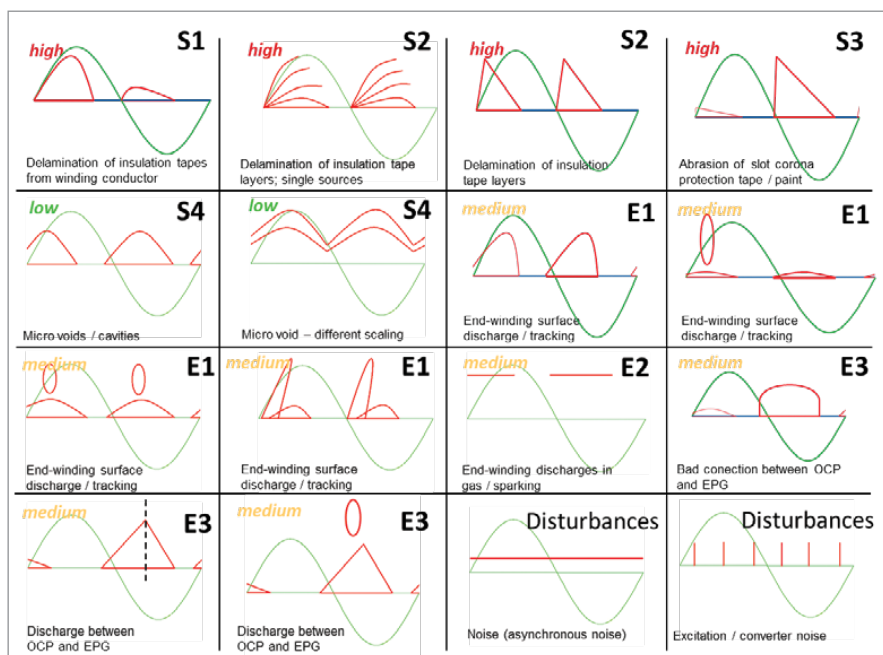 high
S1
Delamination of insulation tapes
from winding conductor
high
S2
Delamination of insulation tape
layers; single sources
high
S2
Delamination of insulation
tape layers
high
S3
Abrasion of slot corona
protection tape / paint
low
S4
Micro voids / cavities
low
S4
Micro void – different scaling
medium
E1
End-winding surface
discharge / tracking
medium
E1
End-winding surface
discharge / tracking
medium
E1
End-winding surface
discharge / tracking
medium
E1
End-winding surface
discharge / tracking
medium
E2
End-winding discharges in
gas / sparking
medium
E3
Bad conection between OCP
and EPG
medium
E3
Discharge between
OCP and EPG
medium
E3
Discharge between
OCP and EPG
Disturbances
Noise (asynchronous noise)
Disturbances
Excitation / converter noise